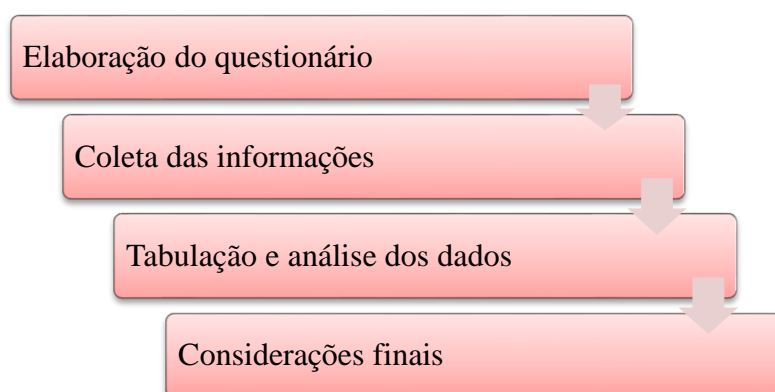 Elaboração do questionário
Coleta das informações
Tabulação e análise dos dados
Considerações finais